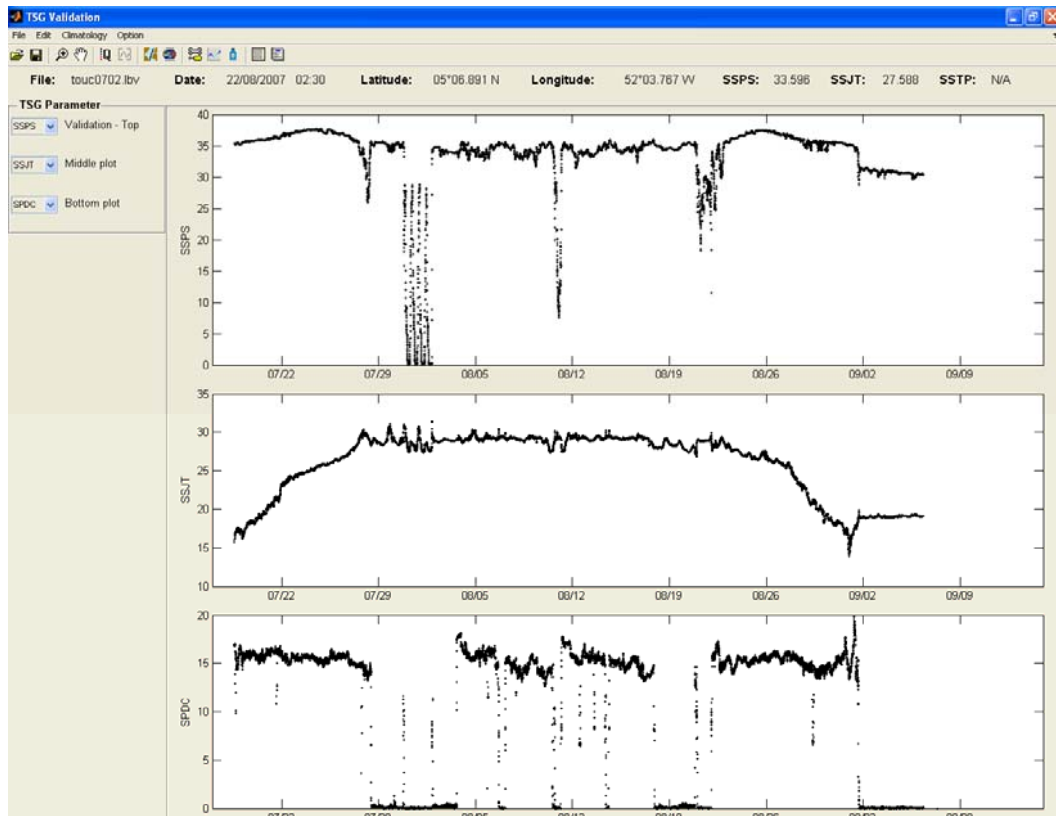 TSG Validation
File Edit Climatology Option
File: touc0702.lbv Date: 22/08/2007 02:30 Latitude: 05°06.891 N Longitude: 52°03.767 W SSPS: 33.596 SSJT: 27.588 SSTP: N/A
TSG Parameter
SSPS Validation - Top
SSJT Middle plot
SPDC Bottom plot
40
35
30
25
20
15
10
5
0
SSPS
07/22 07/29 08/05 08/12 08/19 08/26 09/02 09/09
35
30
25
20
15
10
SSJT
07/22 07/29 08/05 08/12 08/19 08/26 09/02 09/09
20
15
10
5
0
SPDC